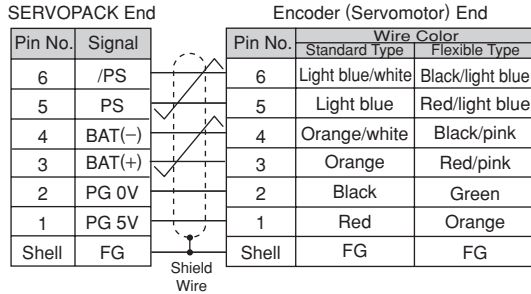 SERVOPACK End
Encoder (Servomotor) End
Pin No. Signal Pin No. Wire Color
Standard Type Flexible Type
6 /PS 6 Light blue/white Black/light blue
5 PS 5 Light blue Red/light blue
4 BAT(−) 4 Orange/white Black/pink
3 BAT(+) 3 Orange Red/pink
2 PG 0V 2 Black Green
1 PG 5V 1 Red Orange
Shell FG Shell FG FG
Shield
Wire